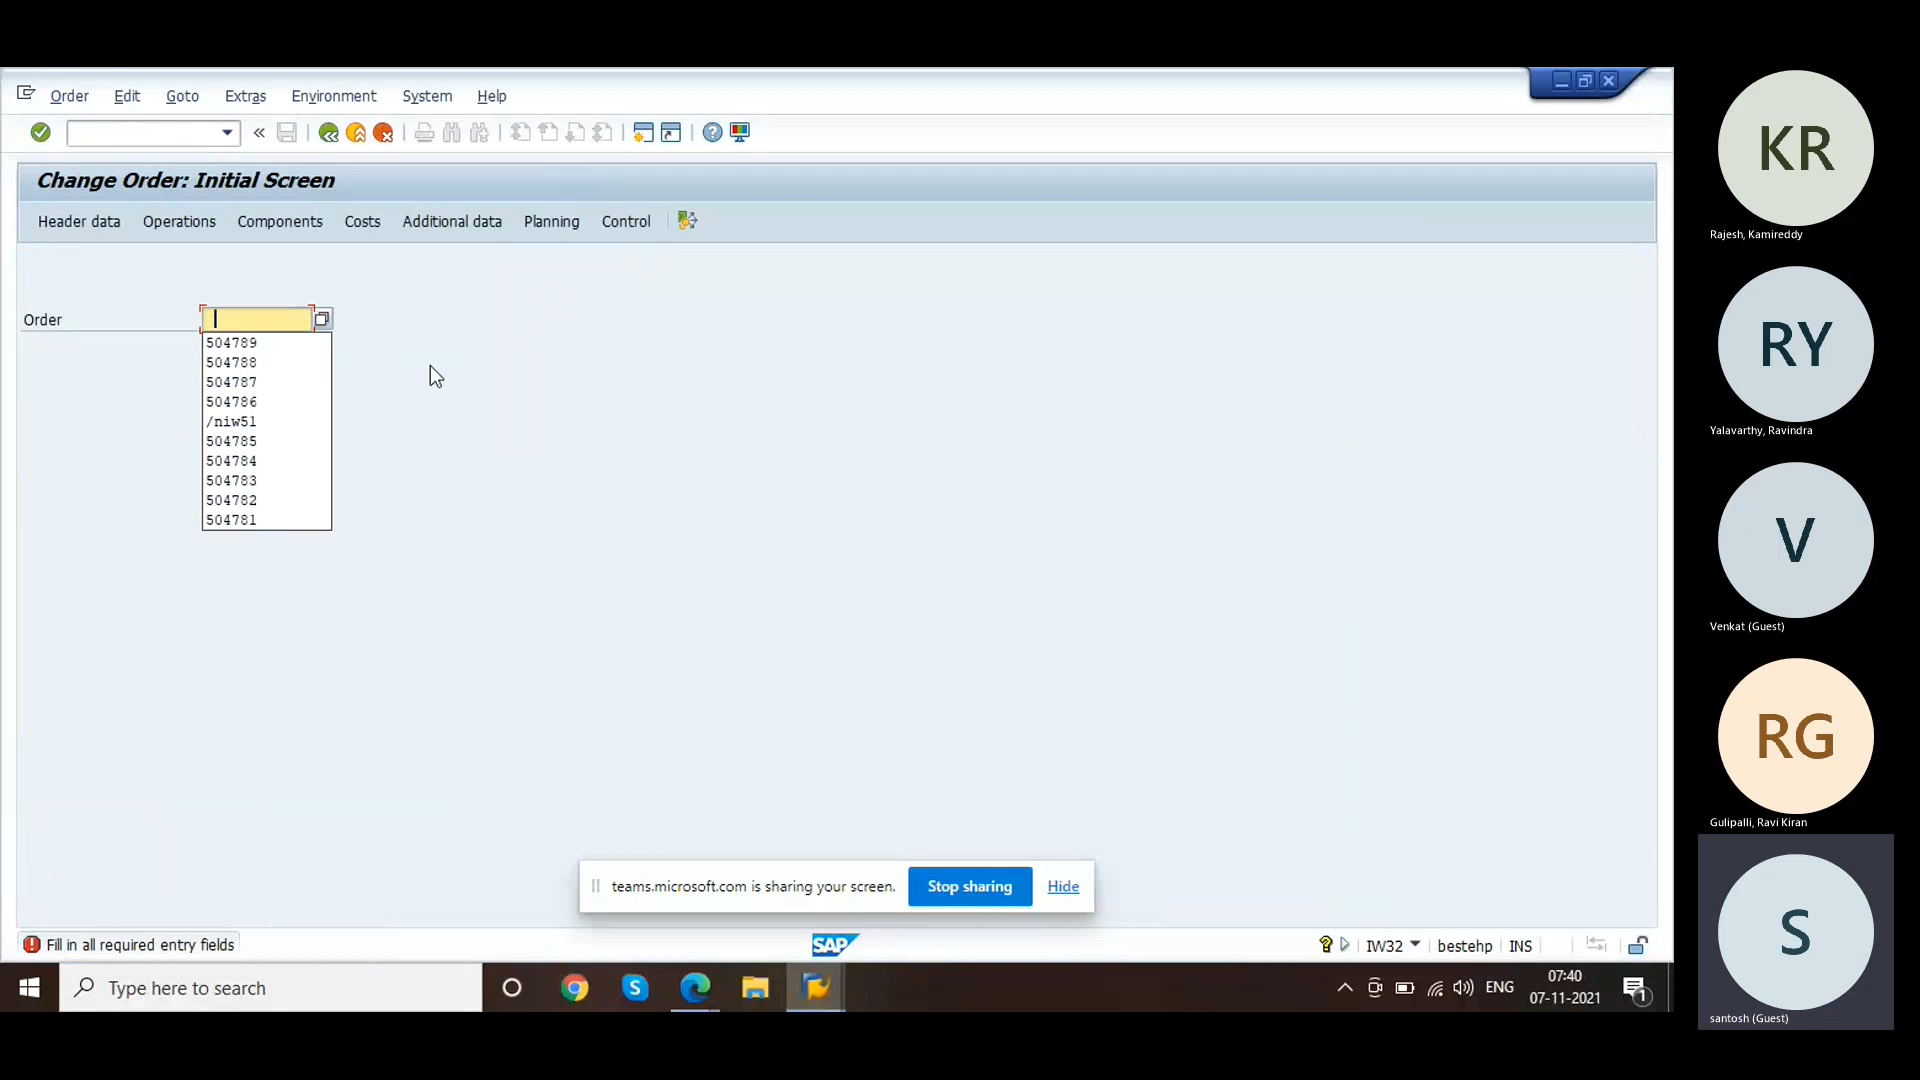 Order Edit Goto Extras Environment System Help
Change Order: Initial Screen
Header data Operations Components Costs Additional data Planning Control
Order
504789
504788
504787
504786
/niw51
504785
504784
504783
504782
504781
teams.microsoft.com is sharing your screen. Stop sharing Hide
Fill in all required entry fields
SAP
IW32 bestehp INS
Type here to search
S
ENG
07:40
07-11-2021
1
KR
Rajesh, Kamireddy
RY
Yalavarthy, Ravindra
V
Venkat (Guest)
RG
Gulipalli, Ravi Kiran
S
santosh (Guest)